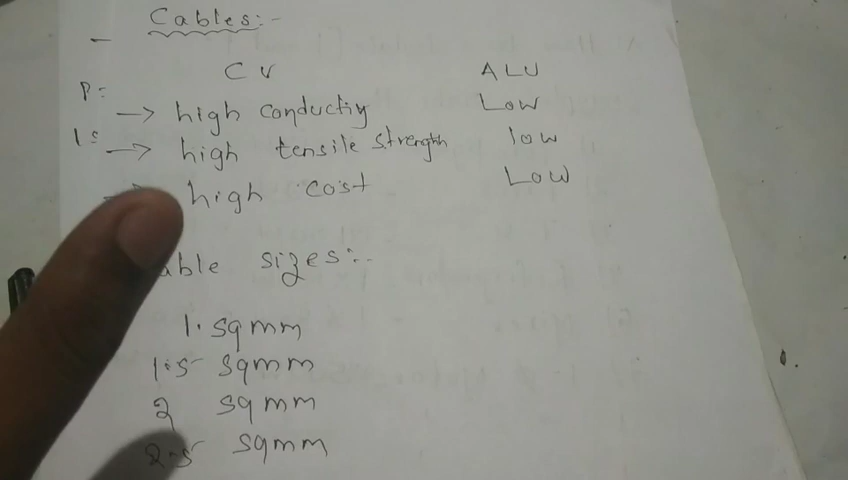 Cables:-
CU ALU
P:
→ high conductiy Low
1:
→ high tensile strength low
→ high cost Low
able sizes:-
1. sqmm
1.5 sqmm
2 sqmm
2.5 sqmm